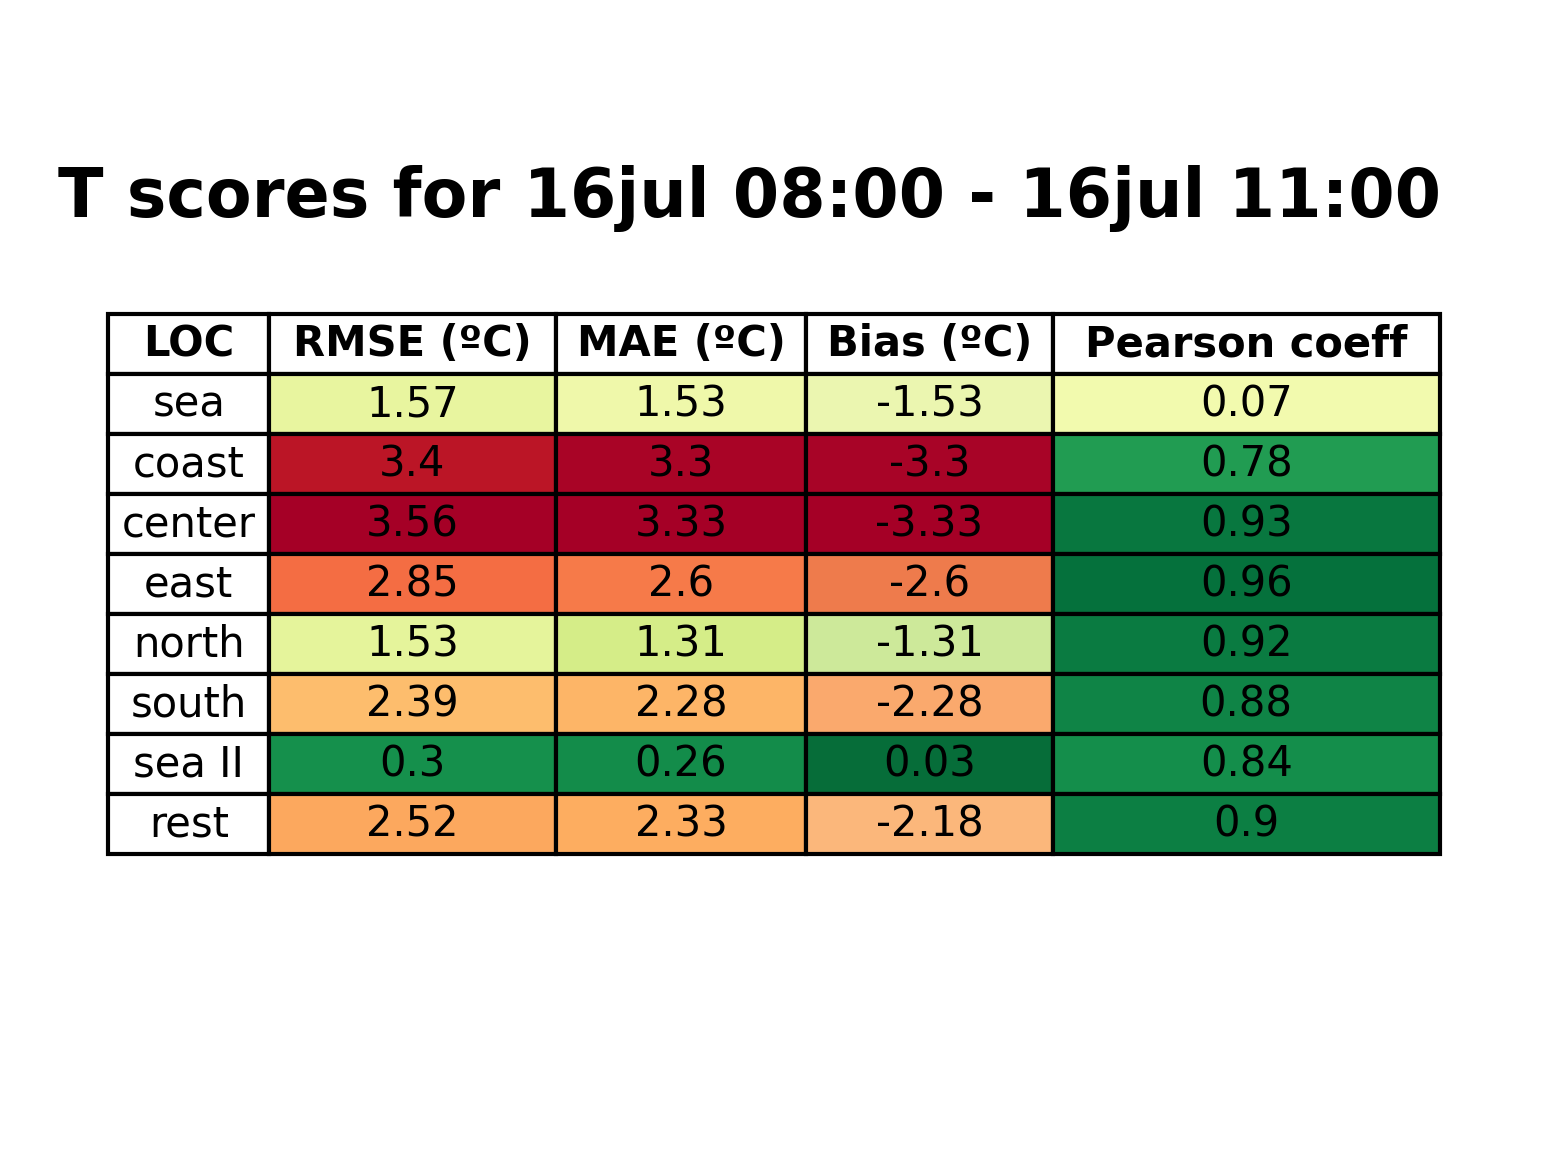 T scores for 16jul 08:00 - 16jul 11:00
LOC RMSE (ºC) MAE (ºC) Bias (ºC) Pearson coeff
sea 1.57 1.53 -1.53 0.07
coast 3.4 3.3 -3.3 0.78
center 3.56 3.33 -3.33 0.93
east 2.85 2.6 -2.6 0.96
north 1.53 1.31 -1.31 0.92
south 2.39 2.28 -2.28 0.88
sea II 0.3 0.26 0.03 0.84
rest 2.52 2.33 -2.18 0.9